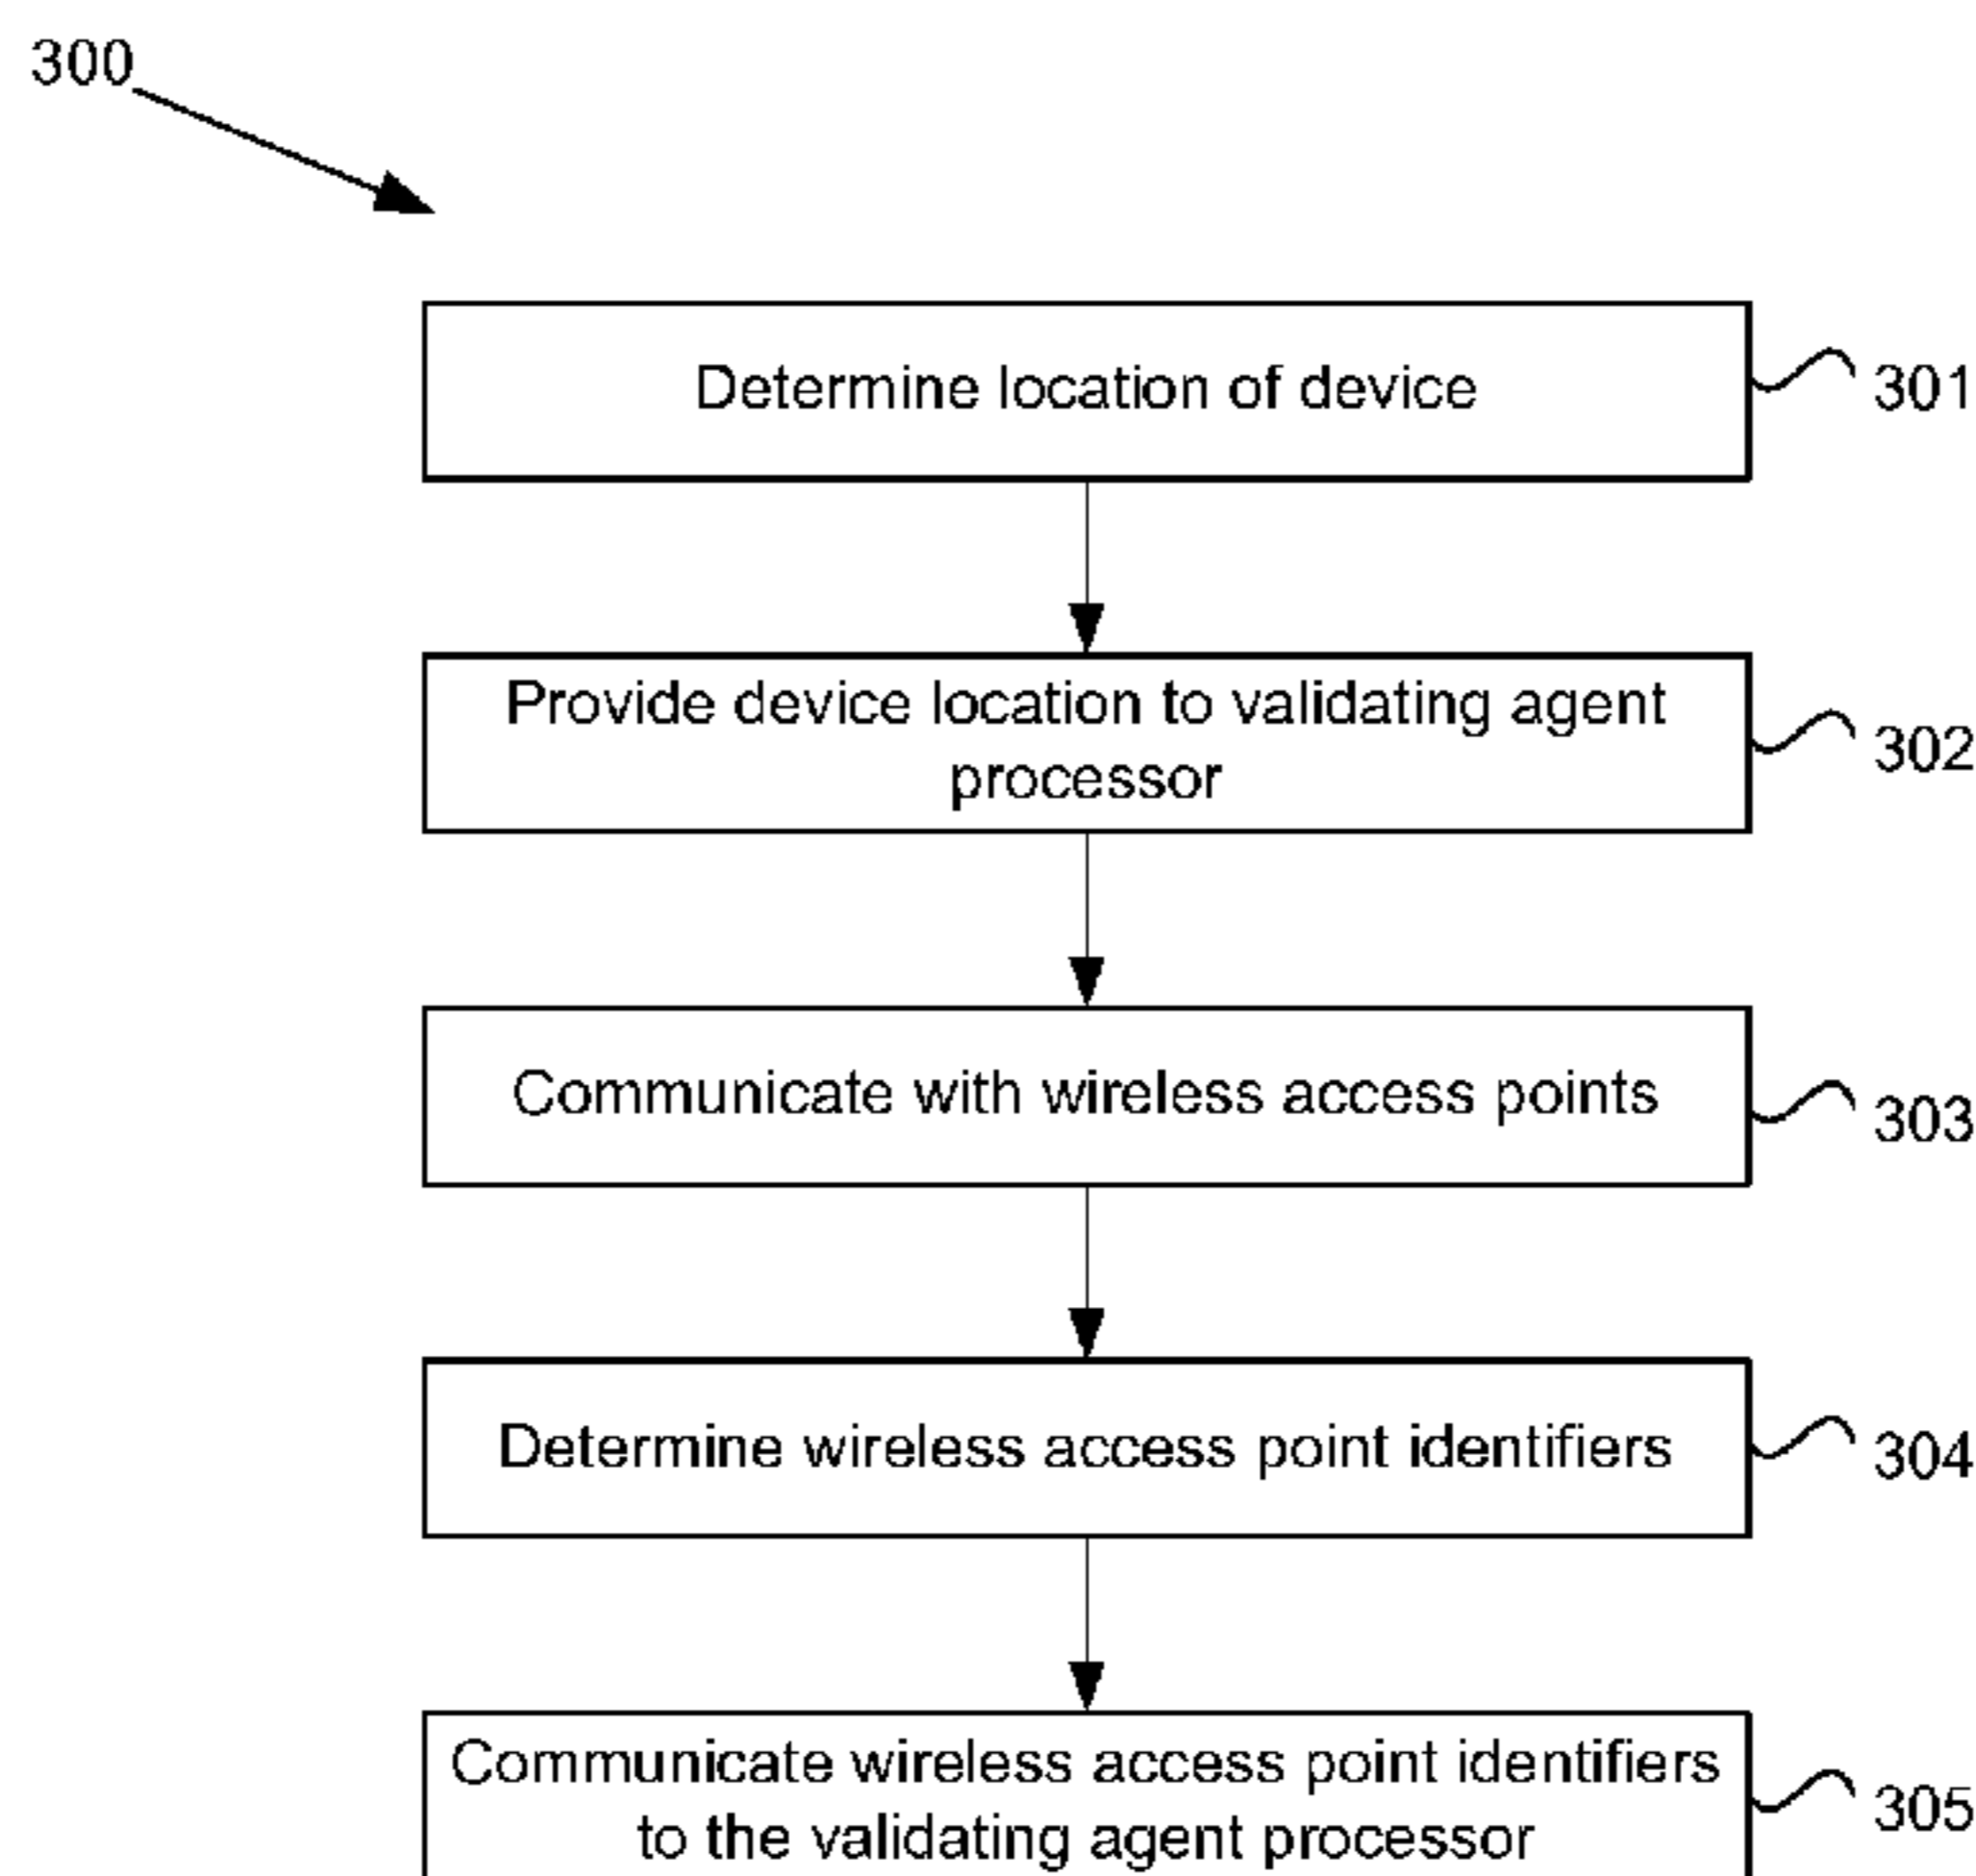 300
Determine location of device
301
Provide device location to validating agent
processor
302
Communicate with wireless access points
303
Determine wireless access point identifiers
304
Communicate wireless access point identifiers
to the validating agent processor
305